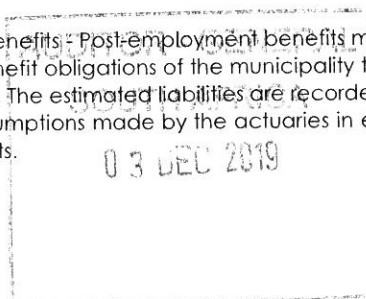 enefits - Post-employment benefits m
nefit obligations of the municipality t
The estimated liabilities are recorde
umptions made by the actuaries in e
ts.
03 DEC 2019